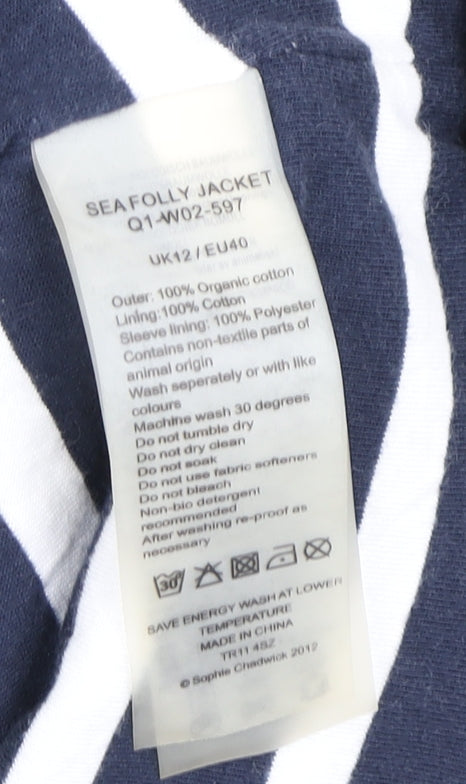 SEAFOLLY JACKET
Q1-W02-597
UK12 / EU40
Outer: 100% Organic cotton
Lining:100% Cotton
Sleeve lining: 100% Polyester
Contains non-textile parts of
animal origin
Wash seperately or with like
colours
Machine wash 30 degrees
Do not tumble dry
Do not dry clean
Do not soak
Do not use fabric softeners
Do not bleach
Non-bio detergent
recommended
After washing re-proof as
necessary
30°
SAVE ENERGY WASH AT LOWER
TEMPERATURE
MADE IN CHINA
TR11 4SZ
© Sophie Chadwick 2012